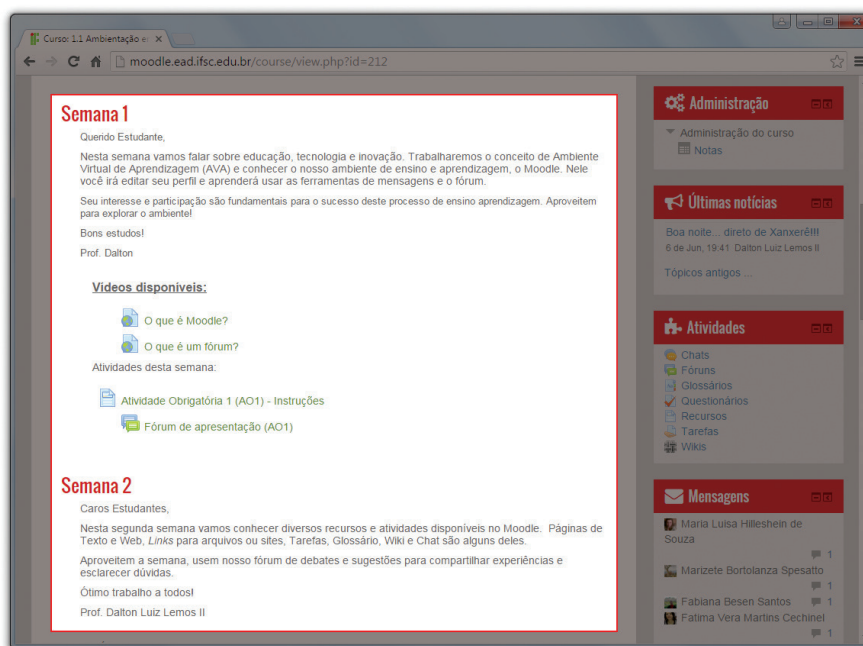 Curso: 1.1 Ambientação e
moodle.ead.ifsc.edu.br/course/view.php?id=212
Semana 1
Querido Estudante,
Nesta semana vamos falar sobre educação, tecnologia e inovação. Trabalharemos o conceito de Ambiente
Virtual de Aprendizagem (AVA) e conhecer o nosso ambiente de ensino e aprendizagem, o Moodle. Nele
você irá editar seu perfil e aprenderá usar as ferramentas de mensagens e o fórum.
Seu interesse e participação são fundamentais para o sucesso deste processo de ensino aprendizagem. Aproveitem
para explorar o ambiente!
Bons estudos!
Prof. Dalton
Vídeos disponiveis:
O que é Moodle?
O que é um fórum?
Atividades desta semana:
Atividade Obrigatória 1 (AO1) - Instruções
Fórum de apresentação (AO1)
Semana 2
Caros Estudantes,
Nesta segunda semana vamos conhecer diversos recursos e atividades disponíveis no Moodle. Páginas de
Texto e Web, Links para arquivos ou sites, Tarefas, Glossário, Wiki e Chat são alguns deles.
Aproveitem a semana, usem nosso fórum de debates e sugestões para compartilhar experiências e
esclarecer dúvidas.
Ótimo trabalho a todos!
Prof. Dalton Luiz Lemos II
Administração
Administração do curso
Notas
Últimas notícias
Boa noite... direto de Xanxerê!!!
6 de Jun, 19:41 Dalton Luiz Lemos II
Tópicos antigos ...
Atividades
Chats
Fóruns
Glossários
Questionários
Recursos
Tarefas
Wikis
Mensagens
Maria Luisa Hilleshein de
Souza
1
Marizete Bortolanza Spesatto
1
Fabiana Besen Santos 1
Fatima Vera Martins Cechinel
1